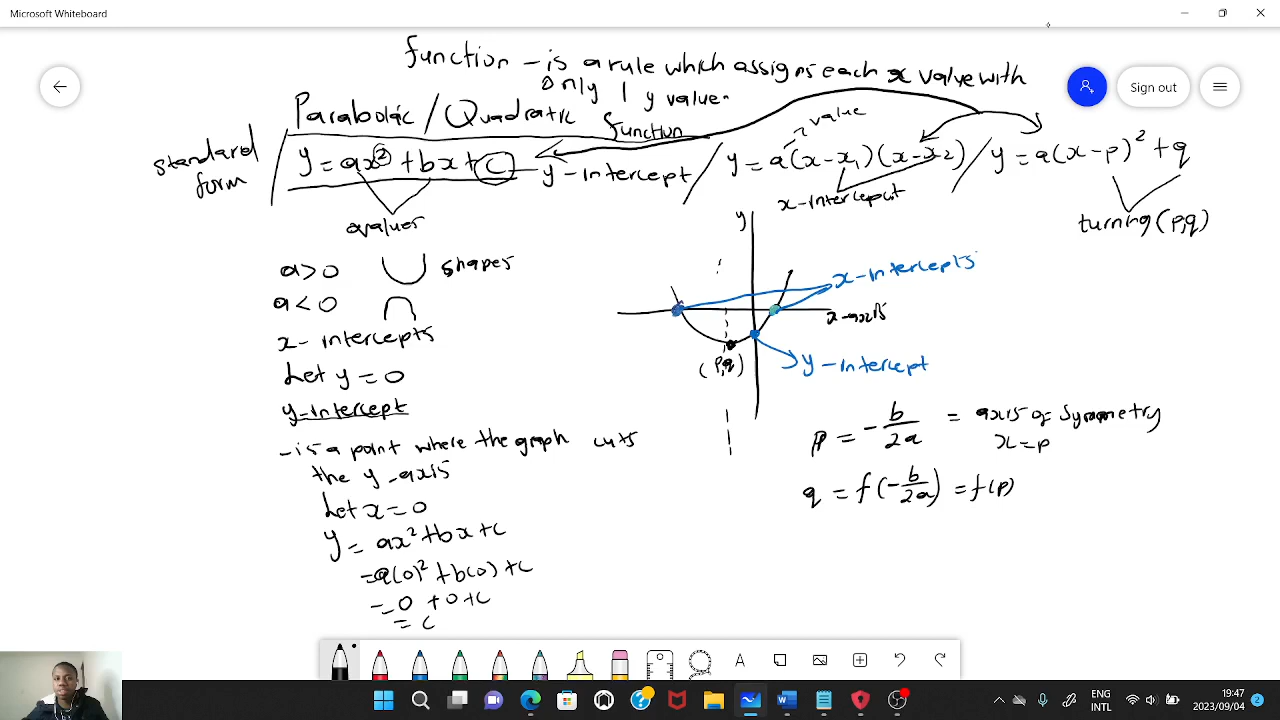 Microsoft Whiteboard
Sign out
function - is a rule which assigns each x value with
only 1 y value.
Parabolic / Quadratic function
standard form
y = ax² + bx + c
y-intercept
/ y = a(x-x1)(x-x2) / y = a(x-p)² + q
value
x-intercept
turning (p,q)
a values
a>0 shapes
a<0
x-intercepts
Let y = 0
y-intercept
- is a point where the graph cuts
the y-axis
Let x = 0
y = ax² + bx + c
= a(0)² + b(0) + c
= 0 + 0 + c
= c
y
x-intercepts
x-axis
(p,q)
y-intercept
p = -b/2a = axis of symmetry
x = p
q = f(-b/2a) = f(p)
ENG
INTL
19:47
2023/09/04
2